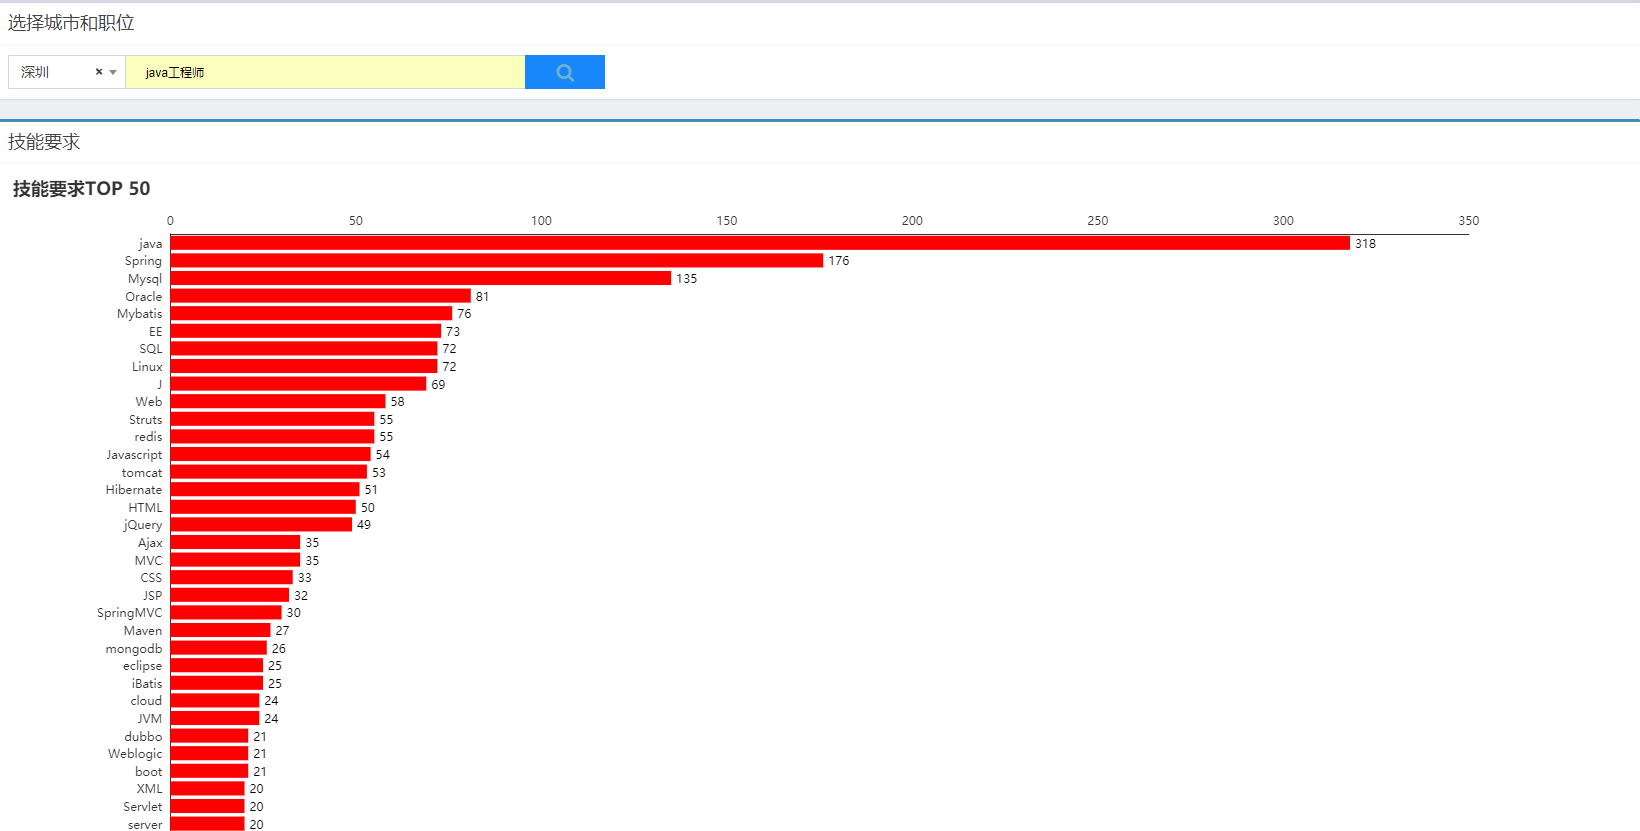 选择城市和职位
深圳 × java工程师
技能要求
技能要求TOP 50
0 50 100 150 200 250 300 350
java 318
Spring 176
Mysql 135
Oracle 81
Mybatis 76
EE 73
SQL 72
Linux 72
J 69
Web 58
Struts 55
redis 55
Javascript 54
tomcat 53
Hibernate 51
HTML 50
jQuery 49
Ajax 35
MVC 35
CSS 33
JSP 32
SpringMVC 30
Maven 27
mongodb 26
eclipse 25
iBatis 25
cloud 24
JVM 24
dubbo 21
Weblogic 21
boot 21
XML 20
Servlet 20
server 20